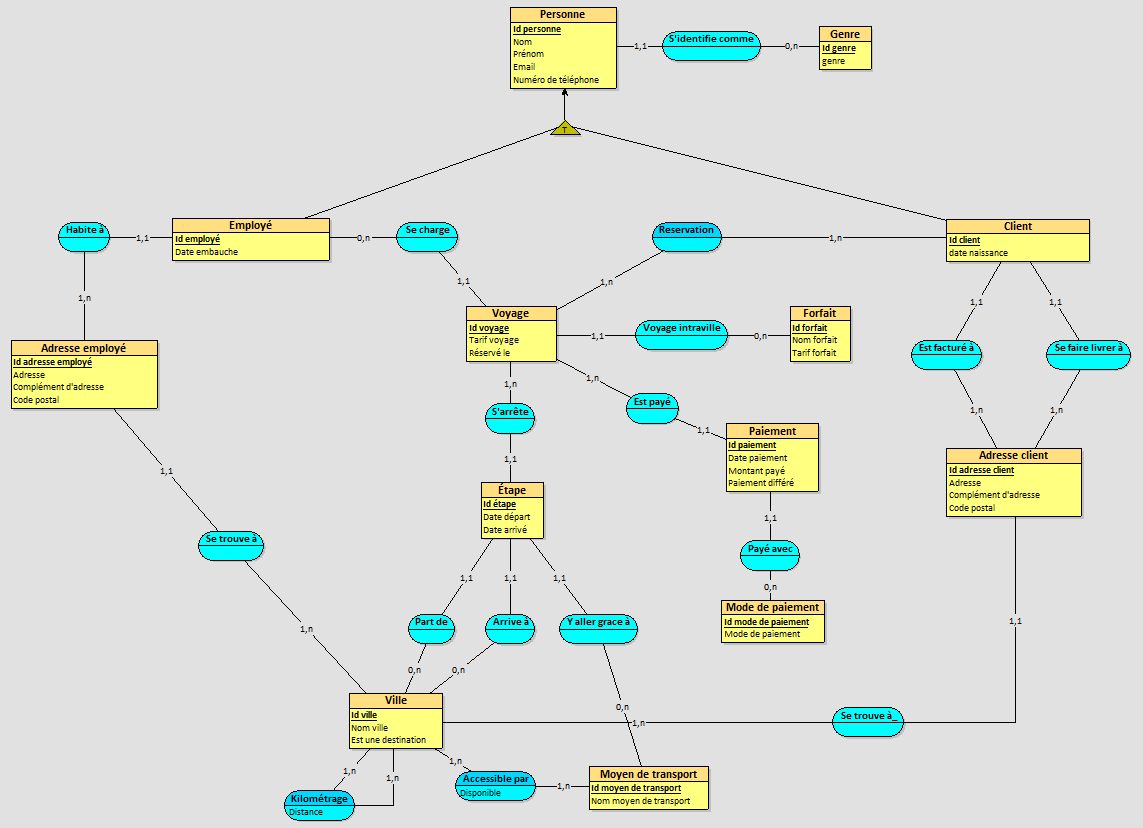 Personne
Id personne
Nom
Prénom
Email
Numéro de téléphone
1,1
S'identifie comme
0,n
Genre
Id genre
genre
T
Habite à
1,1
Employé
Id employé
Date embauche
0,n
Se charge
Reservation
1,n
Client
Id client
date naissance
1,n
1,1
1,n
1,1
1,1
Voyage
Id voyage
Tarif voyage
Réservé le
1,1
Voyage intraville
0,n
Forfait
Id forfait
Nom forfait
Tarif forfait
Adresse employé
Id adresse employé
Adresse
Complément d'adresse
Code postal
Est facturé à
Se faire livrer à
1,n
1,n
S'arrête
Est payé
1,1
1,n
1,n
Paiement
Id paiement
Date paiement
Montant payé
Paiement différé
Adresse client
Id adresse client
Adresse
Complément d'adresse
Code postal
1,1
1,1
Étape
Id étape
Date départ
Date arrivé
1,1
Se trouve à
Payé avec
1,1
1,1
1,1
0,n
Mode de paiement
Id mode de paiement
Mode de paiement
1,n
Part de
Arrive à
Y aller grace à
1,1
0,n
0,n
0,n
Ville
Id ville
Nom ville
Est une destination
1,n
Se trouve à_
1,n
1,n
1,n
Kilométrage
Distance
Accessible par
Disponible
1,n
Moyen de transport
Id moyen de transport
Nom moyen de transport